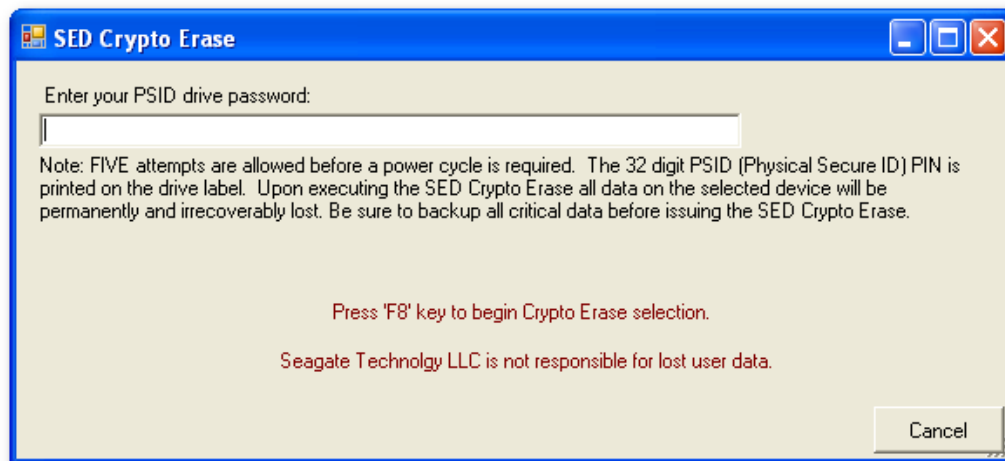 SED Crypto Erase
Enter your PSID drive password:
Note: FIVE attempts are allowed before a power cycle is required. The 32 digit PSID (Physical Secure ID) PIN is
printed on the drive label. Upon executing the SED Crypto Erase all data on the selected device will be
permanently and irrecoverably lost. Be sure to backup all critical data before issuing the SED Crypto Erase.
Press 'F8' key to begin Crypto Erase selection.
Seagate Technolgy LLC is not responsible for lost user data.
Cancel